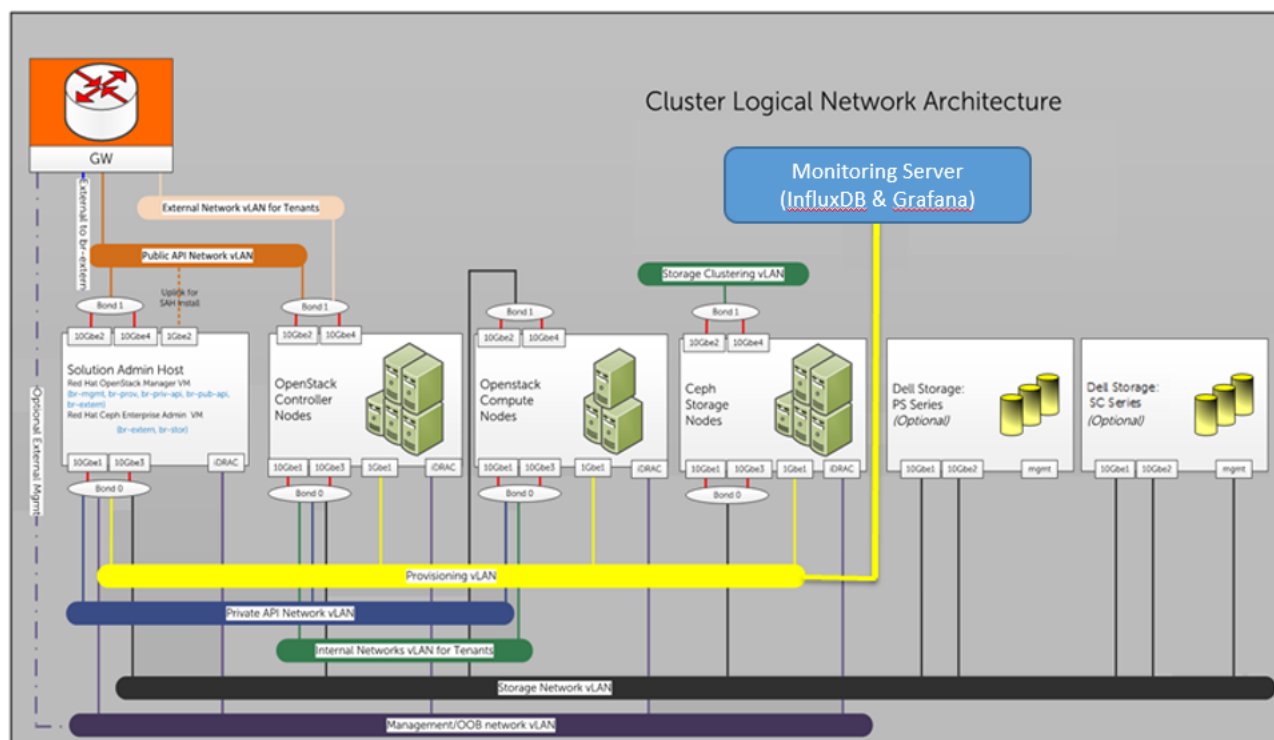 Cluster Logical Network Architecture
GW
Monitoring Server
(InfluxDB & Grafana)
External to br-extern
External Network vLAN for Tenants
Public API Network vLAN
Uplink for
SAH Install
Storage Clustering vLAN
Optional External Mgmt
Bond 1
10Gbe2
10Gbe4
1Gbe2
Solution Admin Host
Red Hat OpenStack Manager VM
(br-mgmt, br-prov, br-priv-api, br-pub-api,
br-extern)
Red Hat Ceph Enterprise Admin VM
(br-extern, br-stor)
10Gbe1
10Gbe3
iDRAC
Bond 0
Bond 1
10Gbe2
10Gbe4
OpenStack
Controller
Nodes
10Gbe1
10Gbe3
1Gbe1
iDRAC
Bond 0
Bond 1
10Gbe2
10Gbe4
Openstack
Compute
Nodes
10Gbe1
10Gbe3
1Gbe1
iDRAC
Bond 0
Bond 1
10Gbe2
10Gbe4
Ceph
Storage
Nodes
10Gbe1
10Gbe3
1Gbe1
iDRAC
Bond 0
Dell Storage:
PS Series
(Optional)
10Gbe1
10Gbe2
mgmt
Dell Storage:
SC Series
(Optional)
10Gbe1
10Gbe2
mgmt
Provisioning vLAN
Private API Network vLAN
Internal Networks vLAN for Tenants
Storage Network vLAN
Management/OOB network vLAN